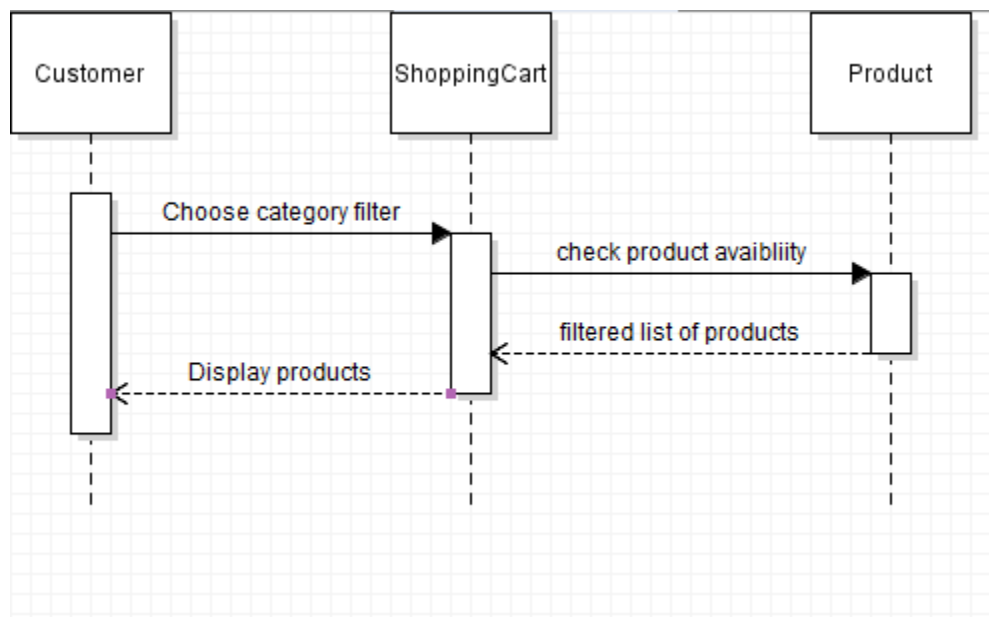 Customer
ShoppingCart
Product
Choose category filter
check product avaibliity
filtered list of products
Display products